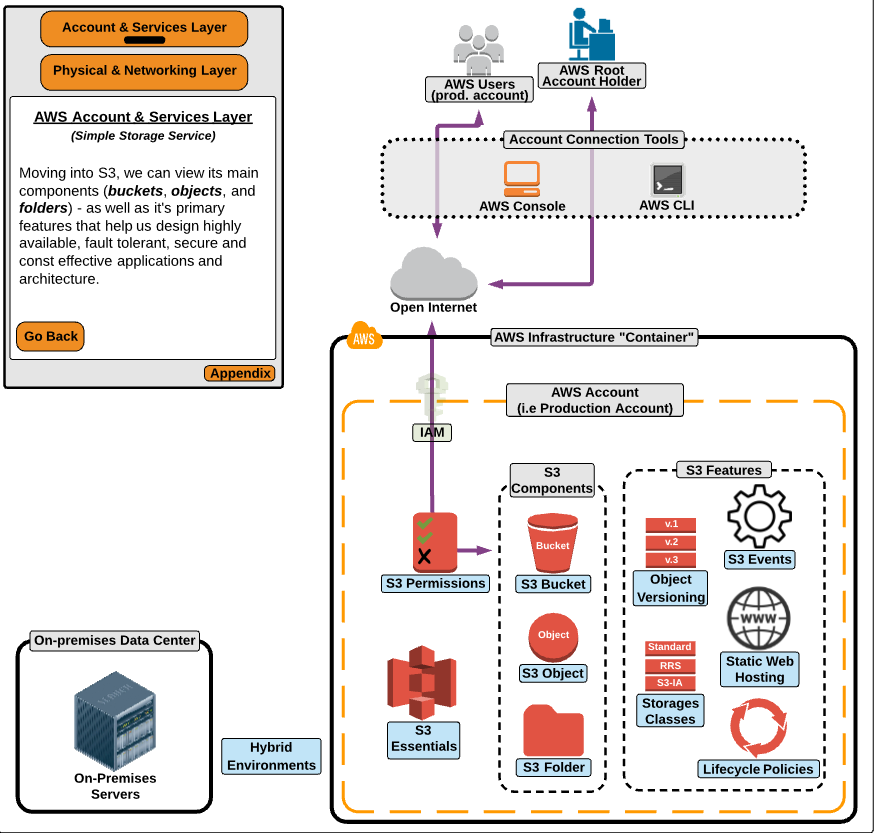 Account & Services Layer
Physical & Networking Layer
AWS Account & Services Layer
(Simple Storage Service)
Moving into S3, we can view its main
components (buckets, objects, and
folders) - as well as it's primary
features that help us design highly
available, fault tolerant, secure and
const effective applications and
architecture.
Go Back
Appendix
AWS Users
(prod. account)
AWS Root
Account Holder
Account Connection Tools
AWS Console
AWS CLI
Open Internet
AWS
AWS Infrastructure "Container"
AWS Account
(i.e Production Account)
IAM
S3
Components
S3 Features
Bucket
S3 Permissions
S3 Bucket
v.1
v.2
v.3
Object
Versioning
S3 Events
Object
S3 Object
Standard
RRS
S3-IA
Storages
Classes
WWW
Static Web
Hosting
S3
Essentials
S3 Folder
Lifecycle Policies
On-premises Data Center
On-Premises
Servers
Hybrid
Environments